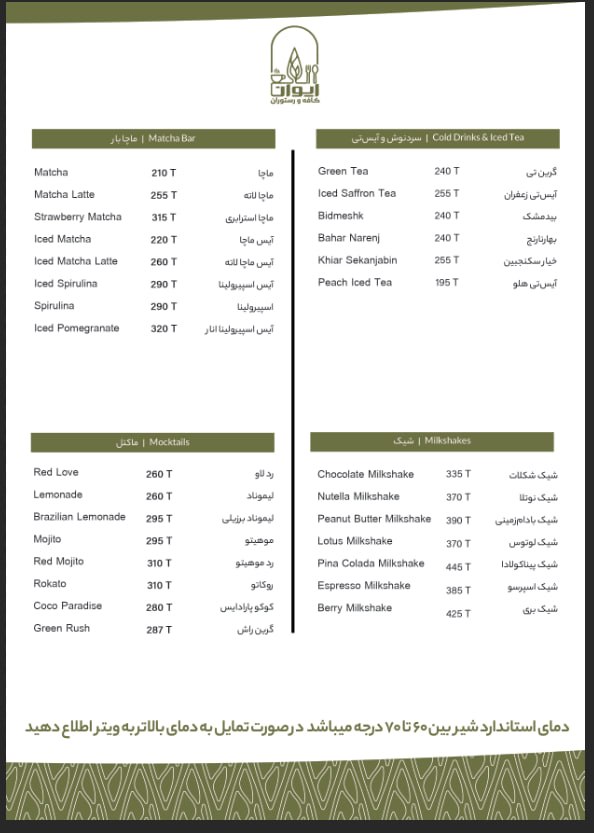 ایوان
کافه و رستوران
ماچا بار | Matcha Bar
Matcha 210 T ماچا
Matcha Latte 255 T ماچا لاته
Strawberry Matcha 315 T ماچا استرابری
Iced Matcha 220 T آیس ماچا
Iced Matcha Latte 260 T آیس ماچا لاته
Iced Spirulina 290 T آیس اسپیرولینا
Spirulina 290 T اسپیرولینا
Iced Pomegranate 320 T آیس اسپیرولینا انار
سردنوش و آیس‌تی | Cold Drinks & Iced Tea
Green Tea 240 T گرین تی
Iced Saffron Tea 255 T آیس‌تی زعفران
Bidmeshk 240 T بیدمشک
Bahar Narenj 240 T بهارنارنج
Khiar Sekanjabin 255 T خیار سکنجبین
Peach Iced Tea 195 T آیس‌تی هلو
ماکتل | Mocktails
Red Love 260 T رد لاو
Lemonade 260 T لیموناد
Brazilian Lemonade 295 T لیموناد برزیلی
Mojito 295 T موهیتو
Red Mojito 310 T رد موهیتو
Rokato 310 T روکاتو
Coco Paradise 280 T کوکو پارادایس
Green Rush 287 T گرین راش
شیک | Milkshakes
Chocolate Milkshake 335 T شیک شکلات
Nutella Milkshake 370 T شیک نوتلا
Peanut Butter Milkshake 390 T شیک بادام‌زمینی
Lotus Milkshake 370 T شیک لوتوس
Pina Colada Milkshake 445 T شیک پیناکولادا
Espresso Milkshake 385 T شیک اسپرسو
Berry Milkshake 425 T شیک بری
دمای استاندارد شیر بین ۶۰ تا ۷۰ درجه میباشد در صورت تمایل به دمای بالاتر به ویتر اطلاع دهید